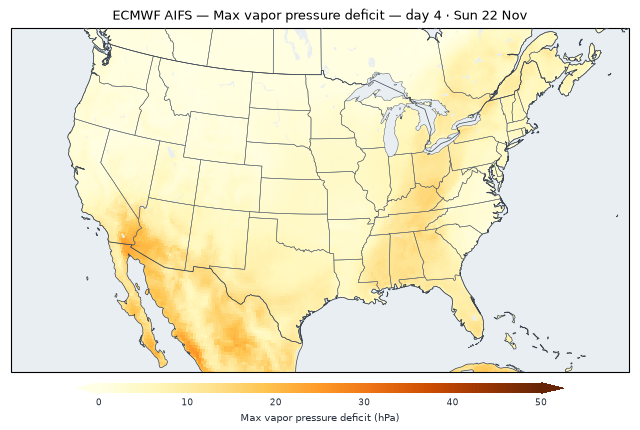 ECMWF AIFS — Max vapor pressure deficit — day 4 · Sun 22 Nov
0 10 20 30 40 50
Max vapor pressure deficit (hPa)